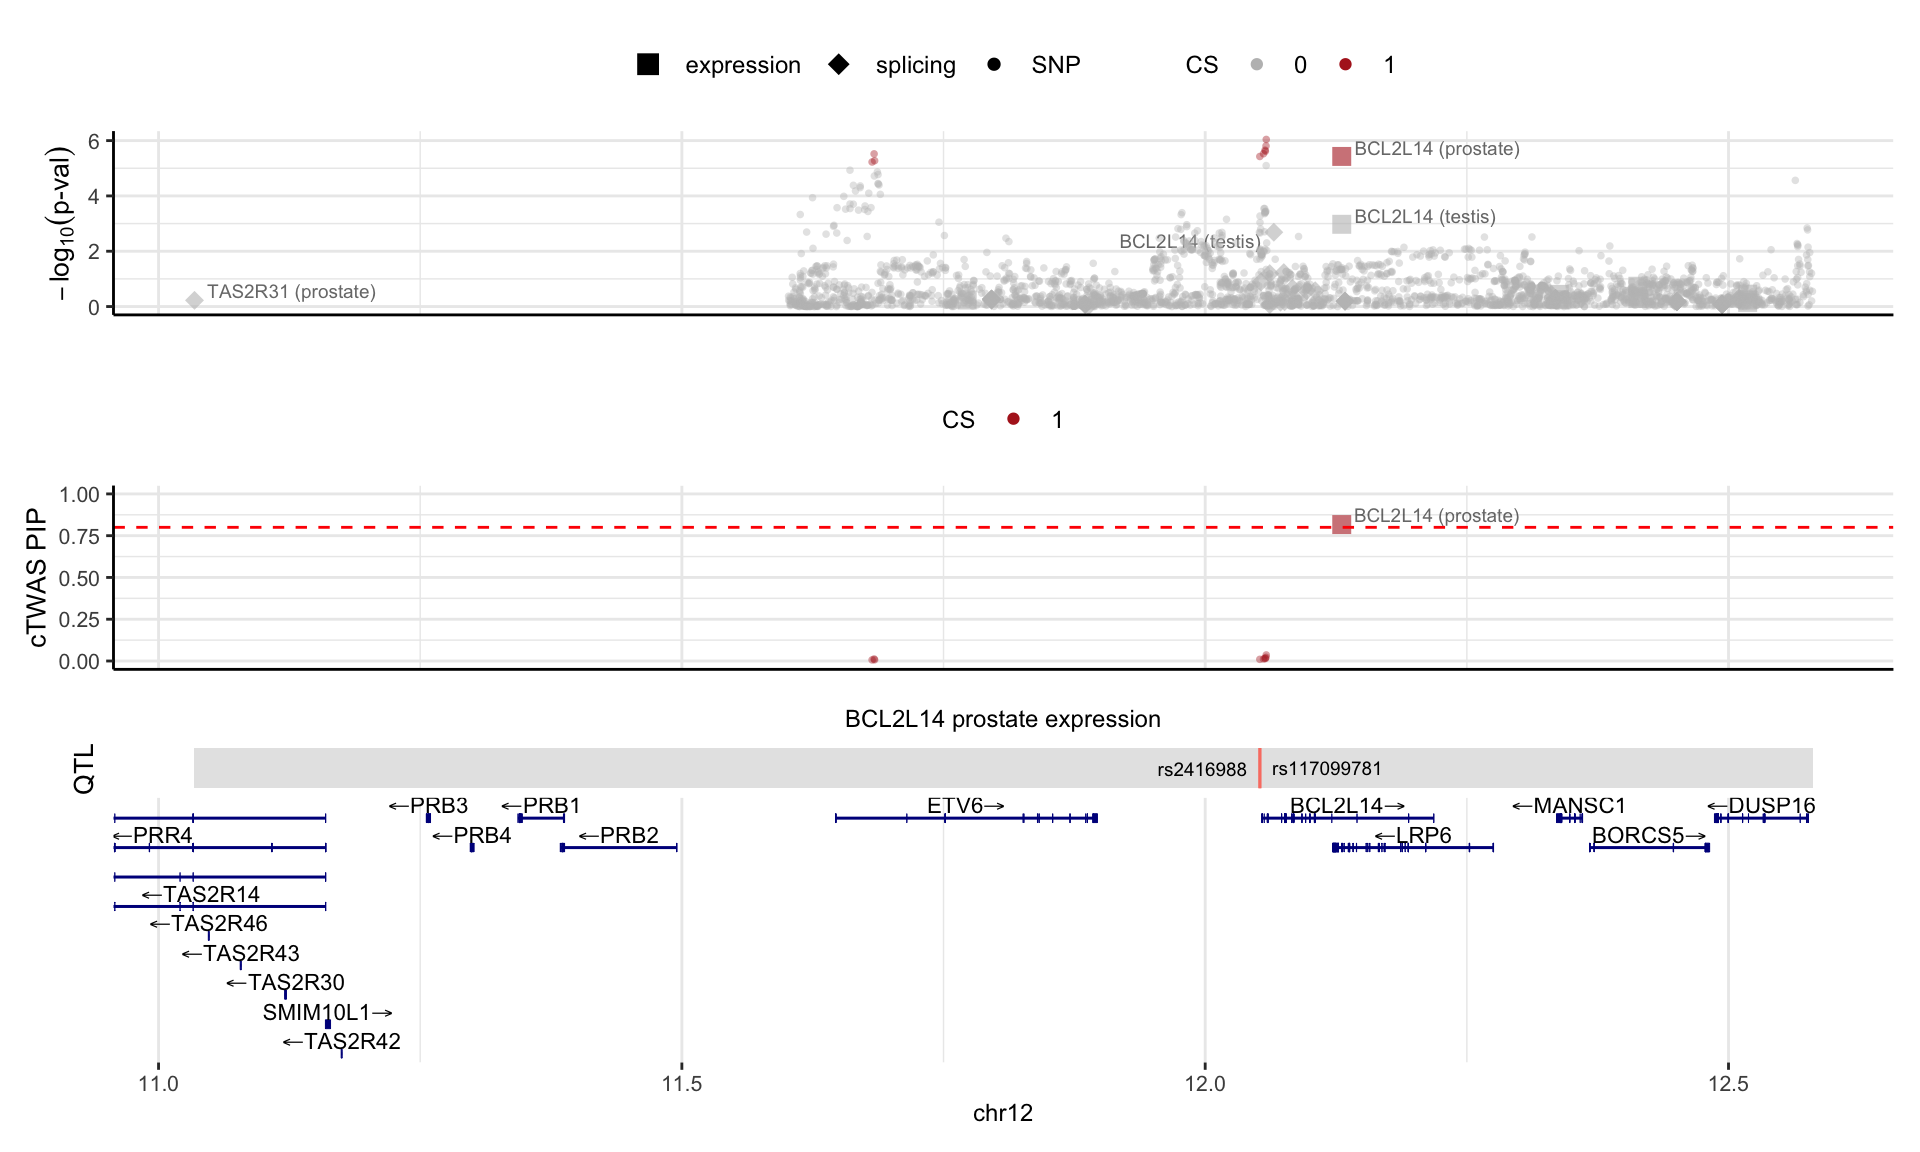 expression splicing SNP CS 0 1
−log10(p-val)
6
4
2
0
BCL2L14 (prostate)
BCL2L14 (testis)
BCL2L14 (testis)
TAS2R31 (prostate)
CS 1
cTWAS PIP
1.00
0.75
0.50
0.25
0.00
BCL2L14 (prostate)
BCL2L14 prostate expression
QTL
rs2416988 rs117099781
←PRB3 ←PRB1 ETV6→ BCL2L14→ ←MANSC1 ←DUSP16
←PRR4 ←PRB4 ←PRB2 ←LRP6 BORCS5→
←TAS2R14
←TAS2R46
←TAS2R43
←TAS2R30
SMIM10L1→
←TAS2R42
11.0 11.5 12.0 12.5
chr12